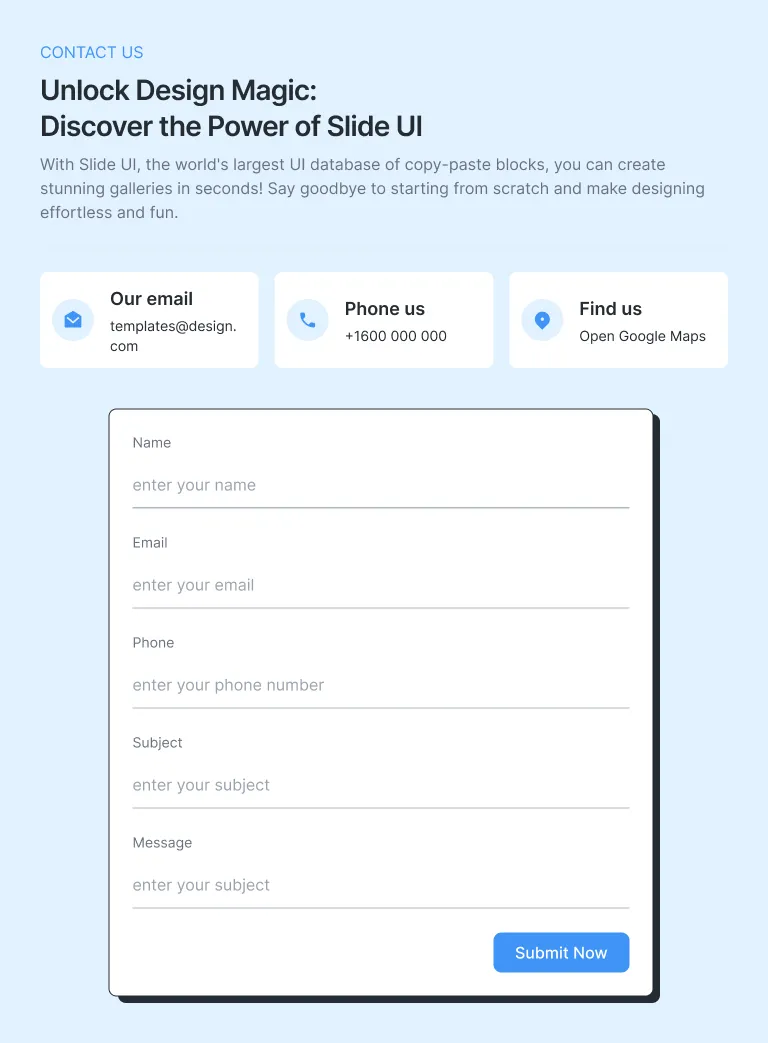 CONTACT US
Unlock Design Magic:
Discover the Power of Slide UI
With Slide UI, the world's largest UI database of copy-paste blocks, you can create
stunning galleries in seconds! Say goodbye to starting from scratch and make designing
effortless and fun.
Our email
templates@design.
com
Phone us
+1600 000 000
Find us
Open Google Maps
Name
enter your name
Email
enter your email
Phone
enter your phone number
Subject
enter your subject
Message
enter your subject
Submit Now